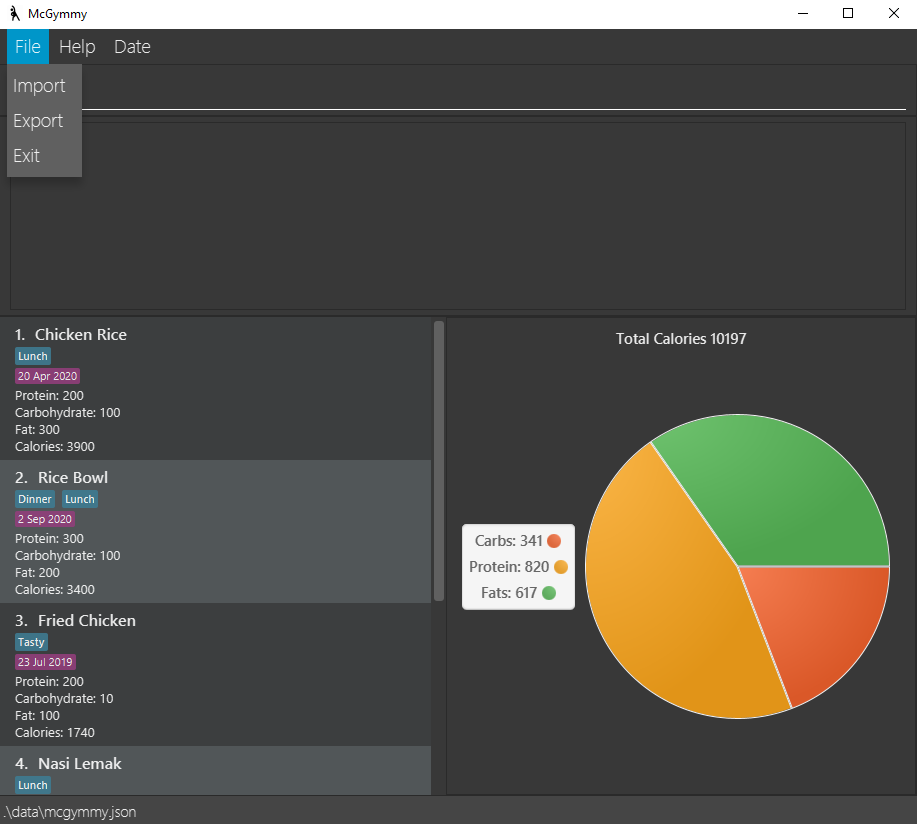 McGymmy
File Help Date
Import
Export
Exit
1. Chicken Rice
Lunch
20 Apr 2020
Protein: 200
Carbohydrate: 100
Fat: 300
Calories: 3900
2. Rice Bowl
Dinner Lunch
2 Sep 2020
Protein: 300
Carbohydrate: 100
Fat: 200
Calories: 3400
3. Fried Chicken
Tasty
23 Jul 2019
Protein: 200
Carbohydrate: 10
Fat: 100
Calories: 1740
4. Nasi Lemak
Lunch
Total Calories 10197
Carbs: 341
Protein: 820
Fats: 617
.\data\mcgymmy.json